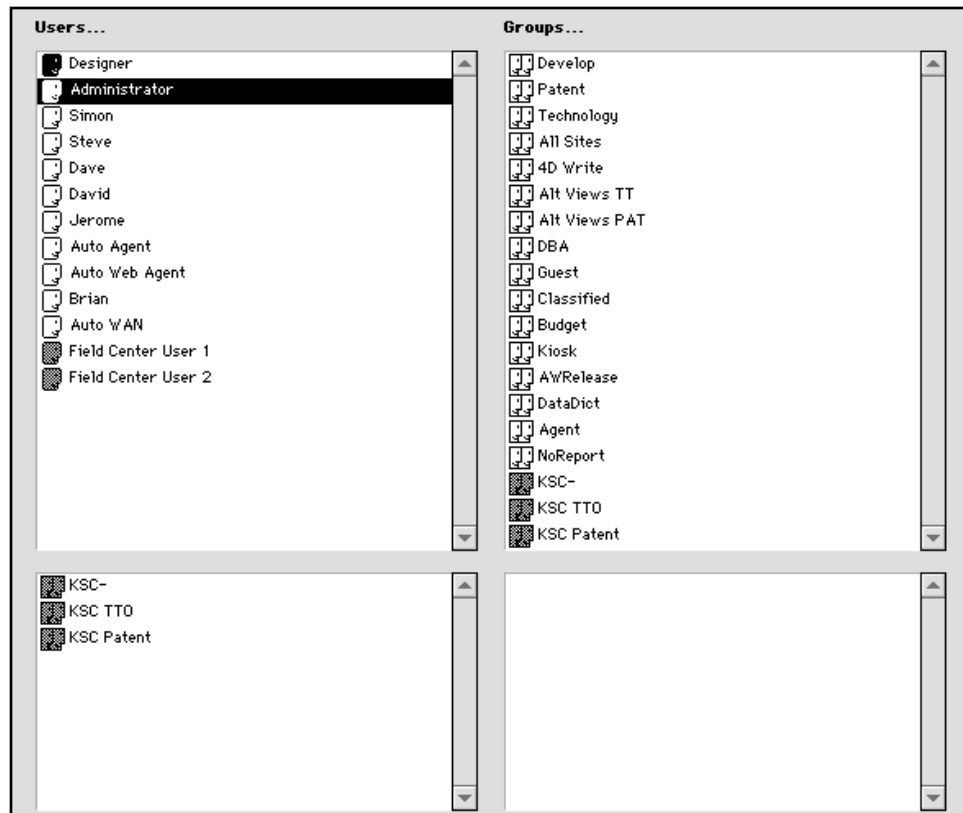 Users...
Designer
Administrator
Simon
Steve
Dave
David
Jerome
Auto Agent
Auto Web Agent
Brian
Auto WAN
Field Center User 1
Field Center User 2
KSC-
KSC TTO
KSC Patent
Groups...
Develop
Patent
Technology
All Sites
4D Write
Alt Views TT
Alt Views PAT
DBA
Guest
Classified
Budget
Kiosk
AWRelease
DataDict
Agent
NoReport
KSC-
KSC TTO
KSC Patent